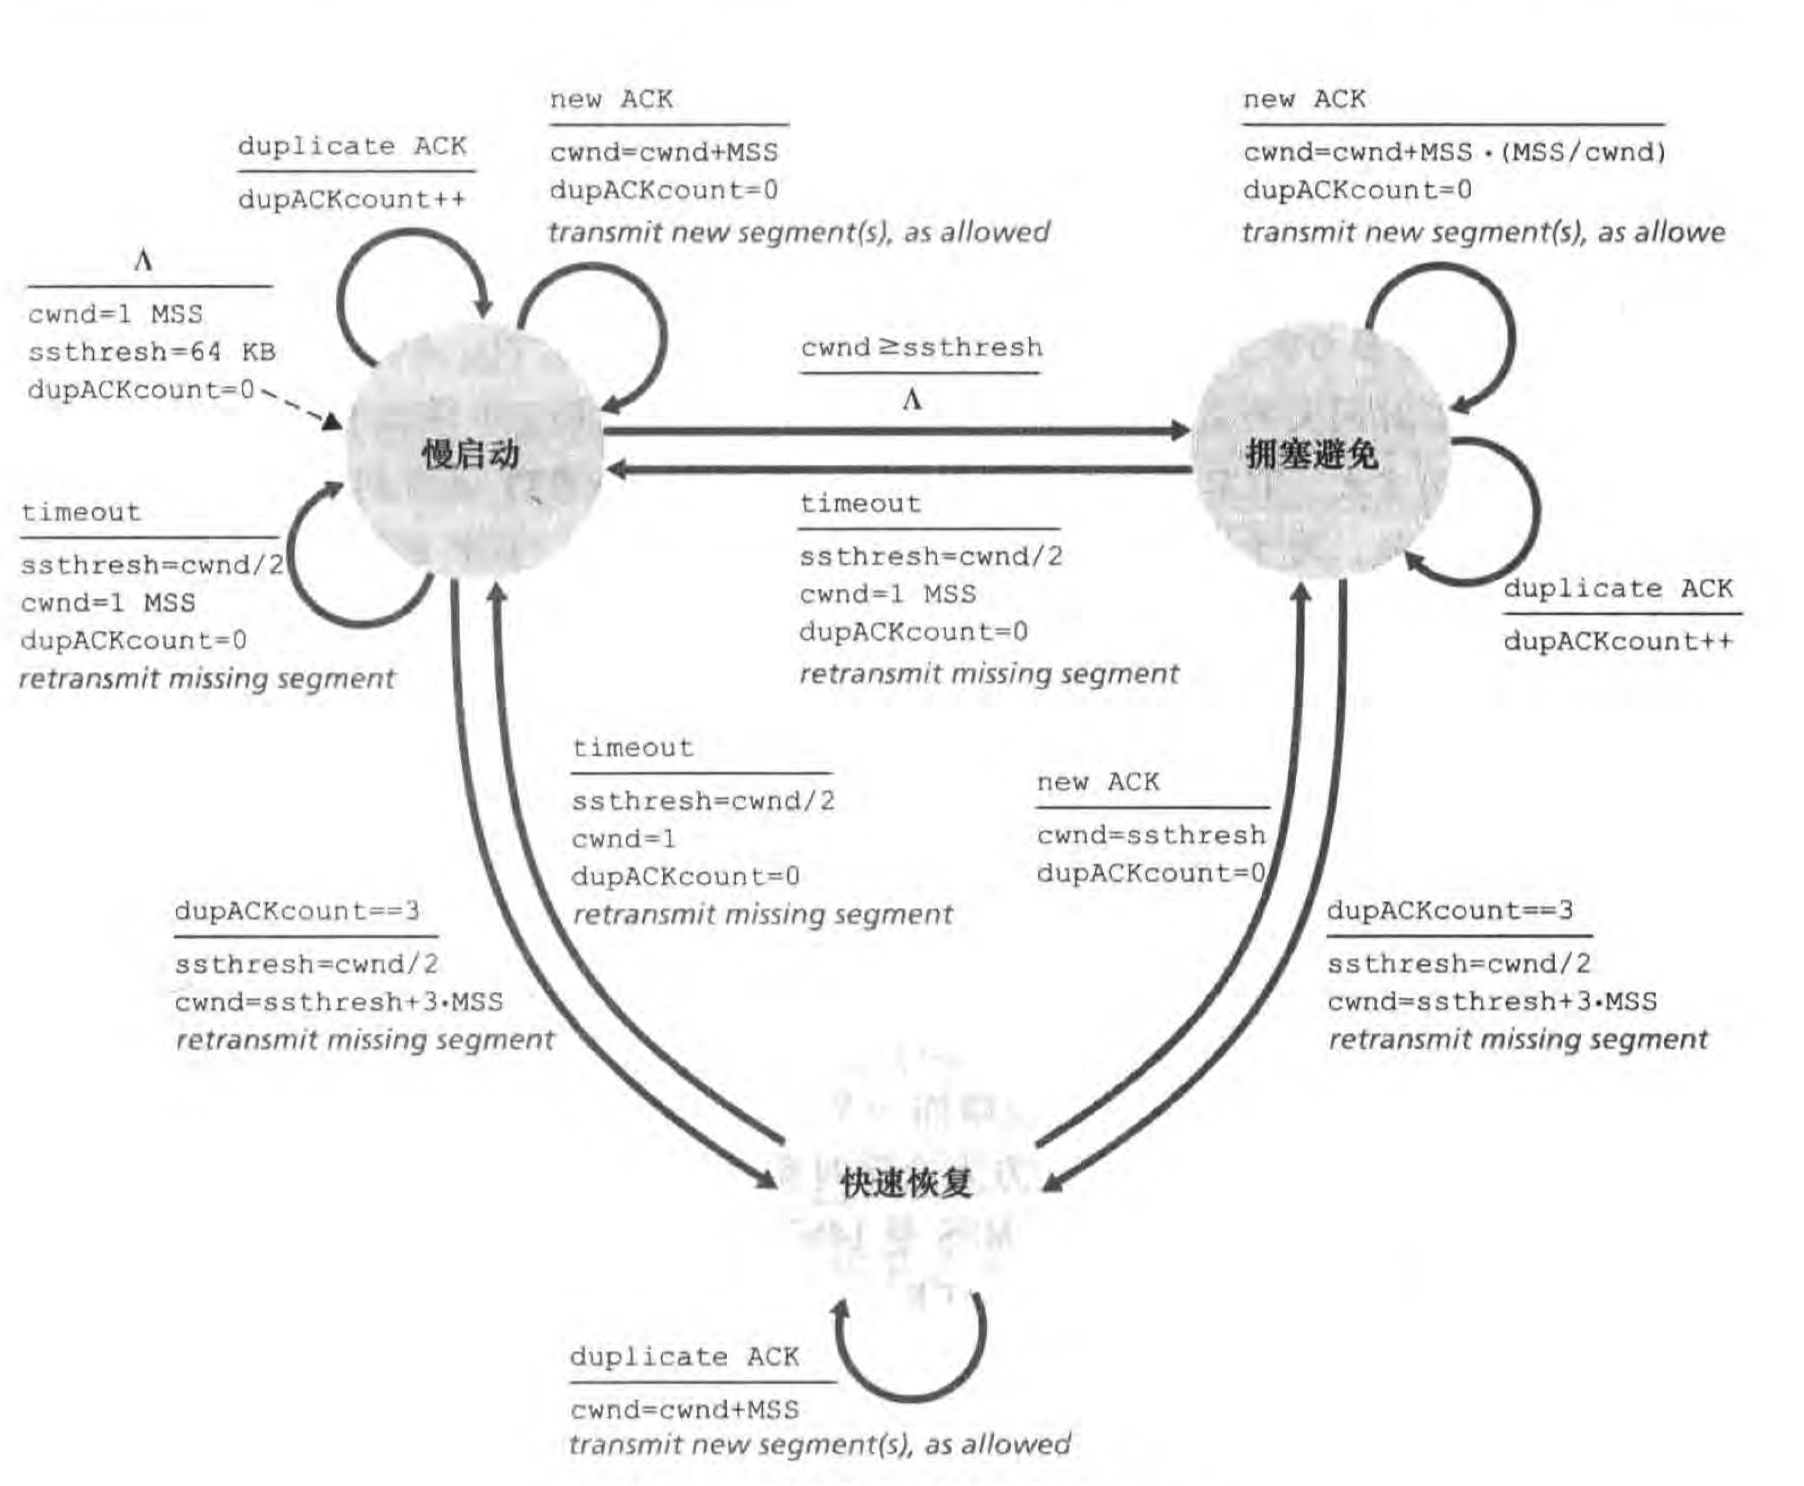 new ACK
cwnd=cwnd+MSS
dupACKcount=0
transmit new segment(s), as allowed
new ACK
cwnd=cwnd+MSS·(MSS/cwnd)
dupACKcount=0
transmit new segment(s), as allowe
duplicate ACK
dupACKcount++
Λ
cwnd=1 MSS
ssthresh=64 KB
dupACKcount=0
cwnd≥ssthresh
Λ
慢启动
拥塞避免
timeout
ssthresh=cwnd/2
cwnd=1 MSS
dupACKcount=0
retransmit missing segment
timeout
ssthresh=cwnd/2
cwnd=1 MSS
dupACKcount=0
retransmit missing segment
duplicate ACK
dupACKcount++
timeout
ssthresh=cwnd/2
cwnd=1
dupACKcount=0
retransmit missing segment
new ACK
cwnd=ssthresh
dupACKcount=0
dupACKcount==3
ssthresh=cwnd/2
cwnd=ssthresh+3·MSS
retransmit missing segment
dupACKcount==3
ssthresh=cwnd/2
cwnd=ssthresh+3·MSS
retransmit missing segment
快速恢复
duplicate ACK
cwnd=cwnd+MSS
transmit new segment(s), as allowed